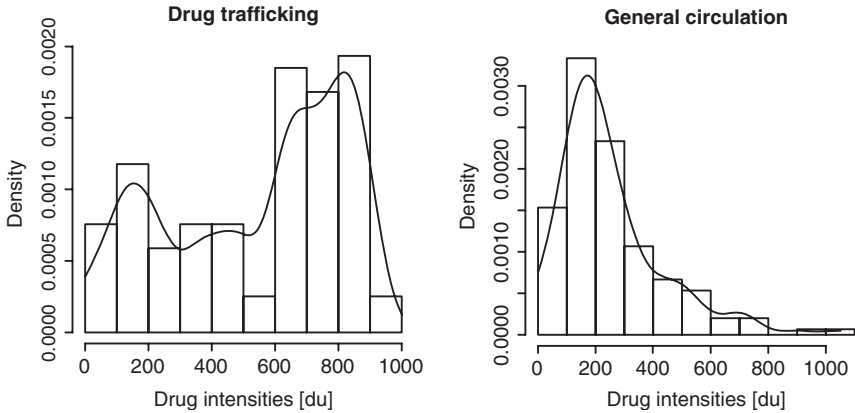 Drug trafficking
Density
0.0000 0.0005 0.0010 0.0015 0.0020
0 200 400 600 800 1000
Drug intensities [du]
General circulation
Density
0.0000 0.0010 0.0020 0.0030
0 200 400 600 800 1000
Drug intensities [du]